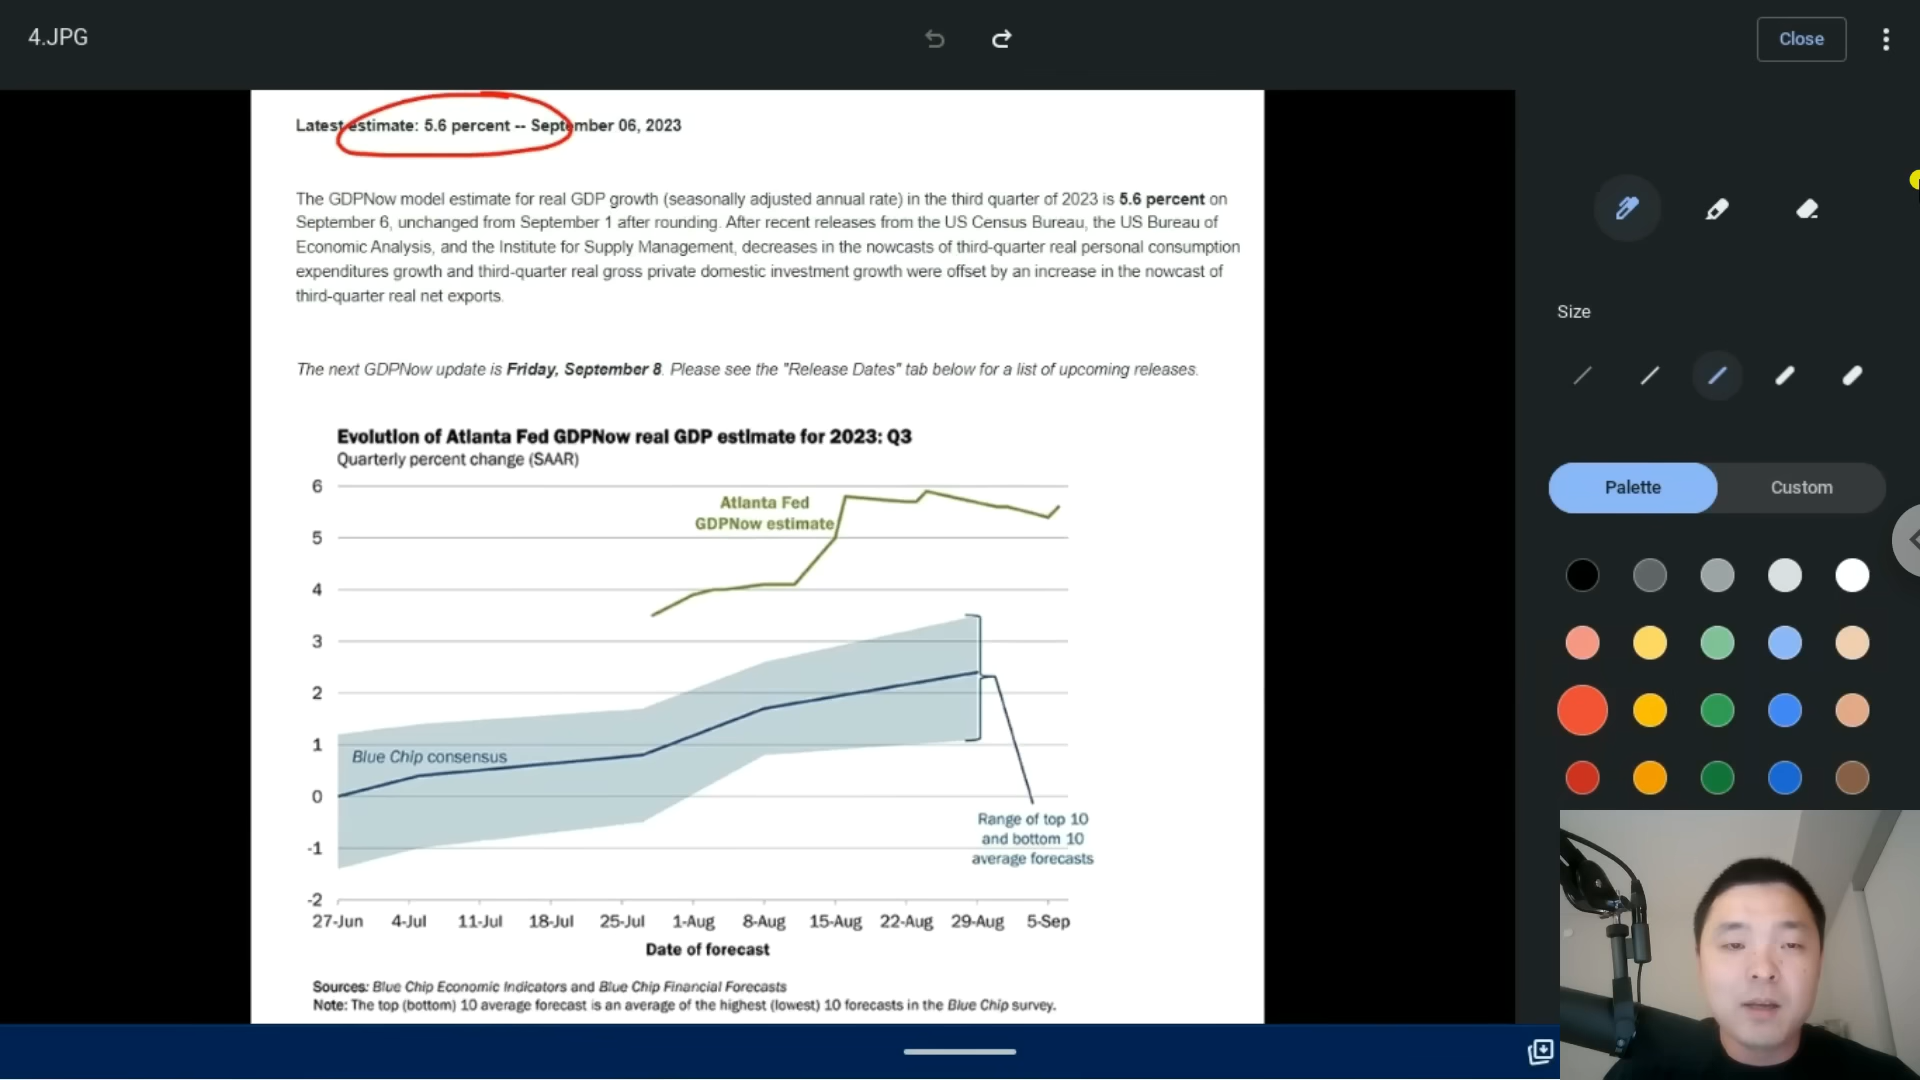 4.JPG
Close
Latest estimate: 5.6 percent -- September 06, 2023
The GDPNow model estimate for real GDP growth (seasonally adjusted annual rate) in the third quarter of 2023 is 5.6 percent on
September 6, unchanged from September 1 after rounding. After recent releases from the US Census Bureau, the US Bureau of
Economic Analysis, and the Institute for Supply Management, decreases in the nowcasts of third-quarter real personal consumption
expenditures growth and third-quarter real gross private domestic investment growth were offset by an increase in the nowcast of
third-quarter real net exports.
The next GDPNow update is Friday, September 8. Please see the "Release Dates" tab below for a list of upcoming releases.
Evolution of Atlanta Fed GDPNow real GDP estimate for 2023: Q3
Quarterly percent change (SAAR)
6
5
4
3
2
1
0
-1
-2
Atlanta Fed
GDPNow estimate
Blue Chip consensus
Range of top 10
and bottom 10
average forecasts
27-Jun 4-Jul 11-Jul 18-Jul 25-Jul 1-Aug 8-Aug 15-Aug 22-Aug 29-Aug 5-Sep
Date of forecast
Sources: Blue Chip Economic Indicators and Blue Chip Financial Forecasts
Note: The top (bottom) 10 average forecast is an average of the highest (lowest) 10 forecasts in the Blue Chip survey.
Size
Palette
Custom